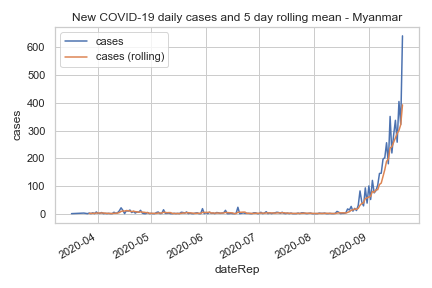 New COVID-19 daily cases and 5 day rolling mean - Myanmar
cases
cases (rolling)
600
500
400
300
200
100
0
cases
2020-04
2020-05
2020-06
2020-07
2020-08
2020-09
dateRep